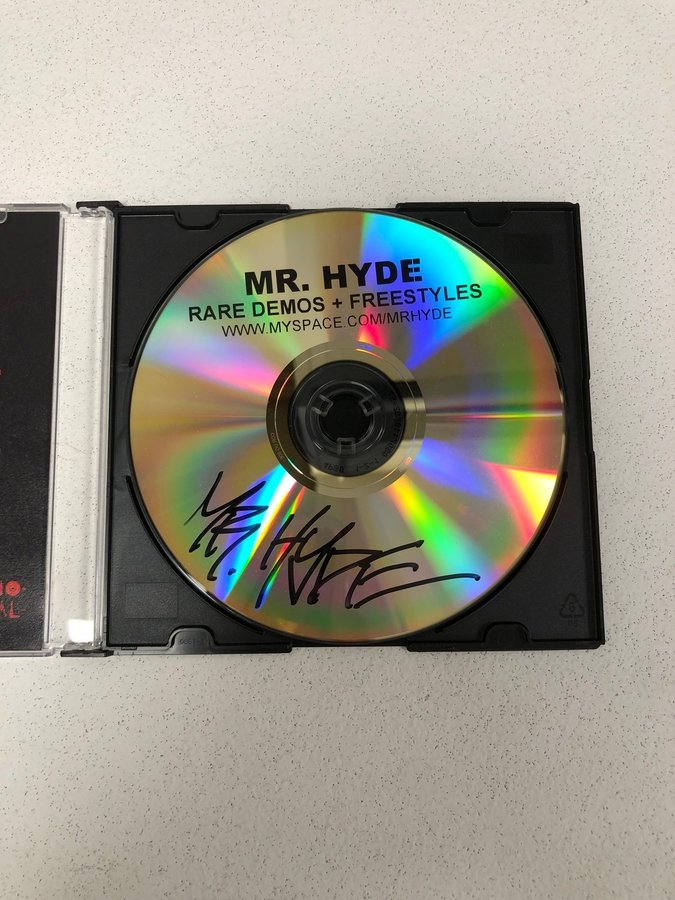 MR. HYDE
RARE DEMOS + FREESTYLES
WWW.MYSPACE.COM/MRHYDE
MR. HYDE